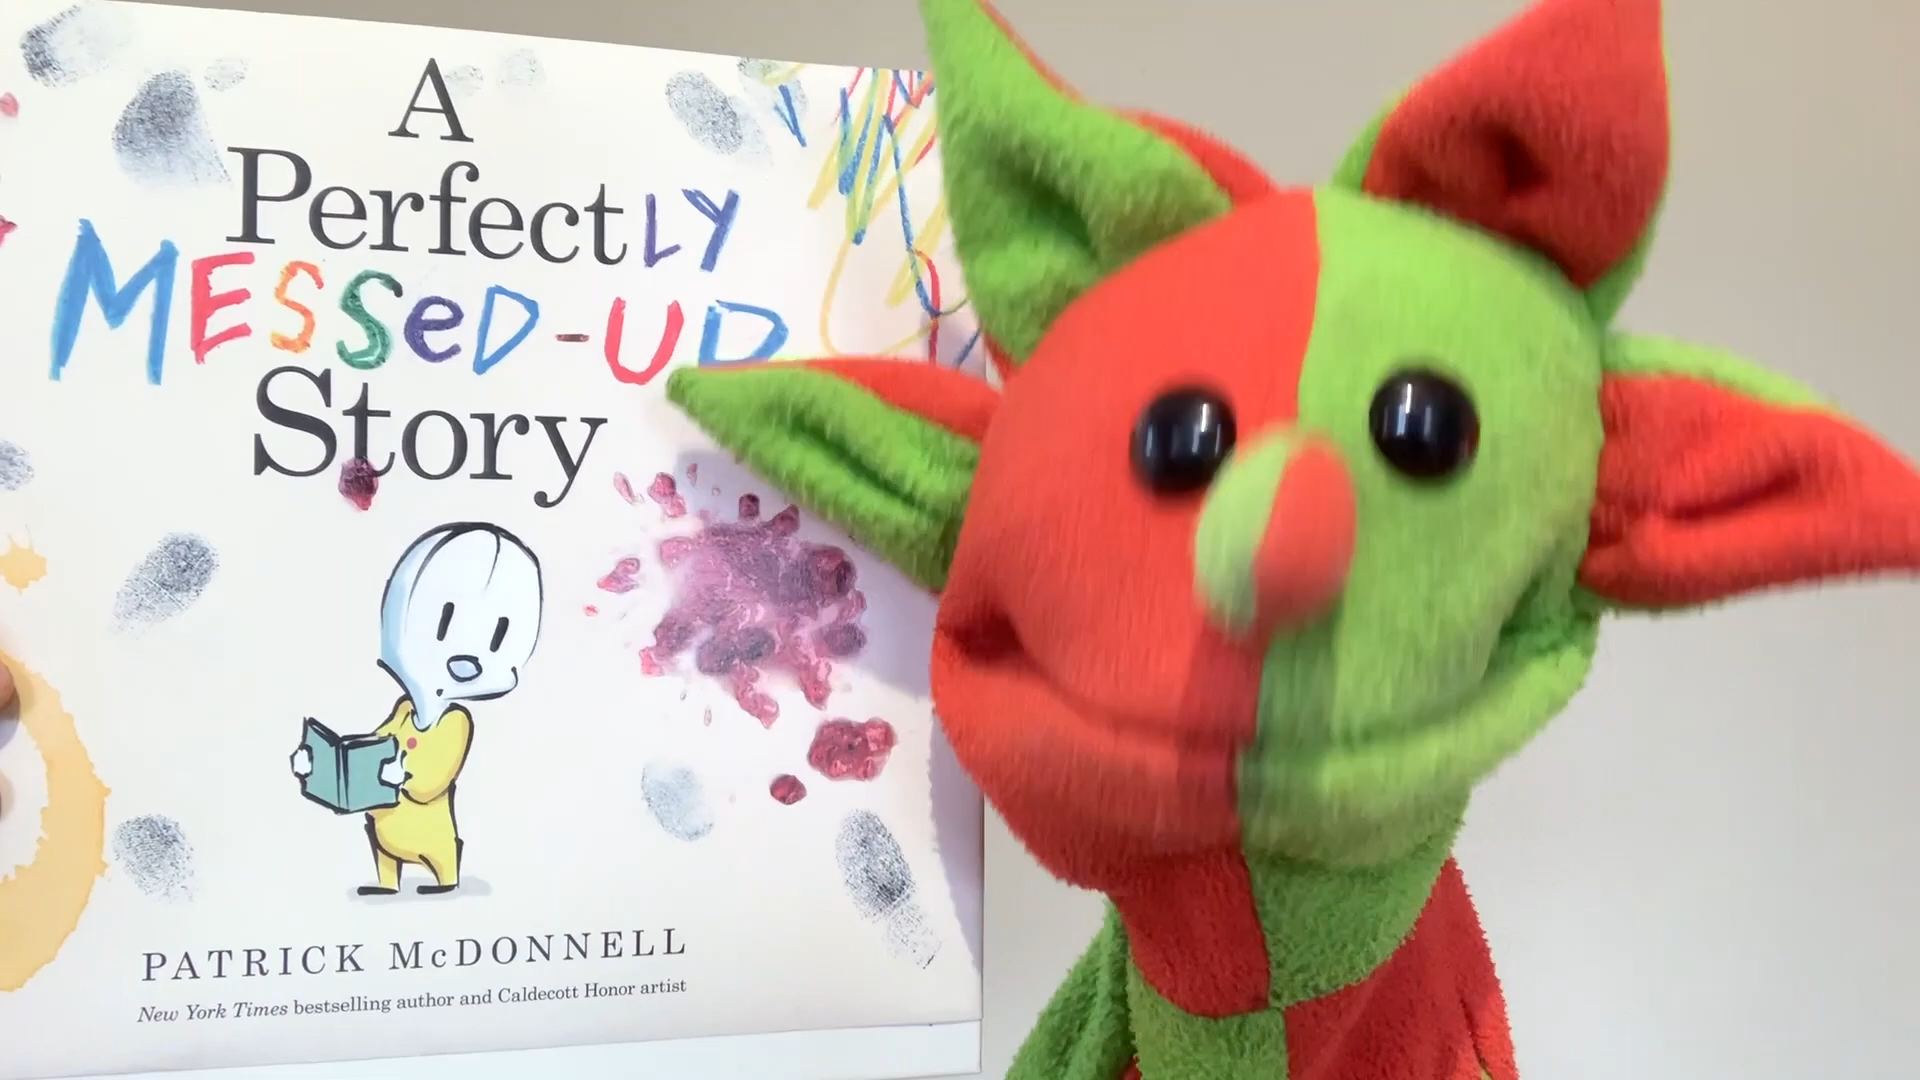 A
PerfectLY
MESSeD-UP
Story
PATRICK McDONNELL
New York Times bestselling author and Caldecott Honor artist